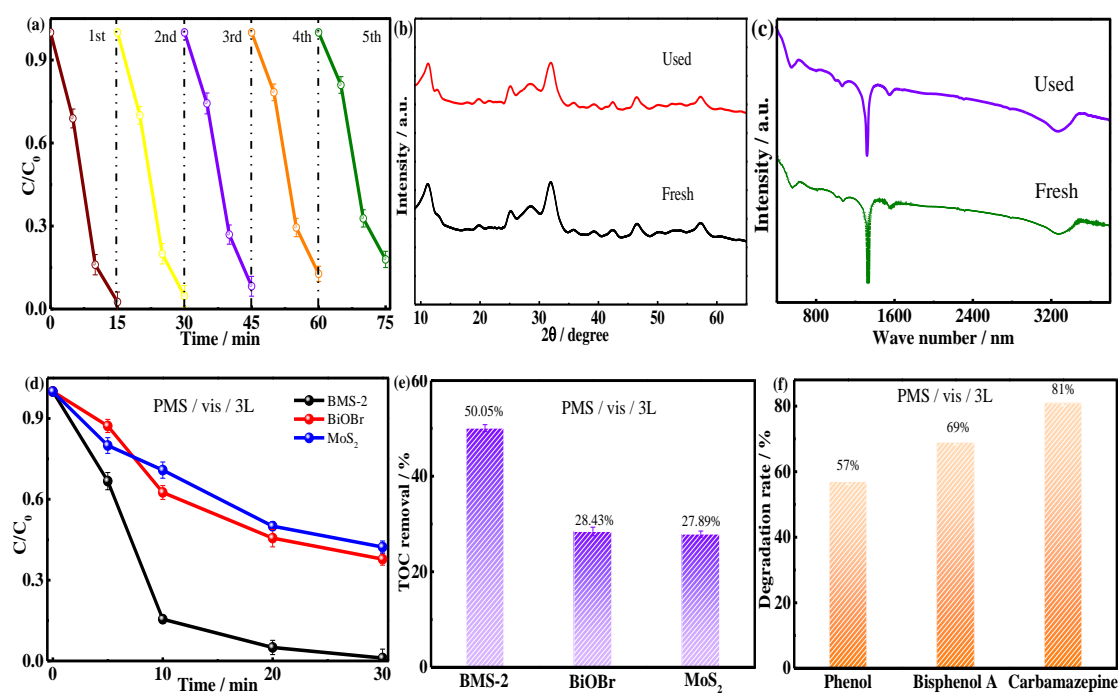 (a)
1st
2nd
3rd
4th
5th
C/C0
0.9
0.6
0.3
0.0
0 15 30 45 60 75
Time / min
(b)
Used
Fresh
Intensity / a.u.
10 20 30 40 50 60
2θ / degree
(c)
Used
Fresh
Intensity / a.u.
800 1600 2400 3200
Wave number / nm
(d)
PMS / vis / 3L
BMS-2
BiOBr
MoS2
C/C0
0.9
0.6
0.3
0.0
0 10 20 30
Time / min
(e)
PMS / vis / 3L
50.05%
28.43%
27.89%
TOC removal / %
60
40
20
0
BMS-2 BiOBr MoS2
(f)
PMS / vis / 3L
57%
69%
81%
Degradation rate / %
80
60
40
20
0
Phenol Bisphenol A Carbamazepine